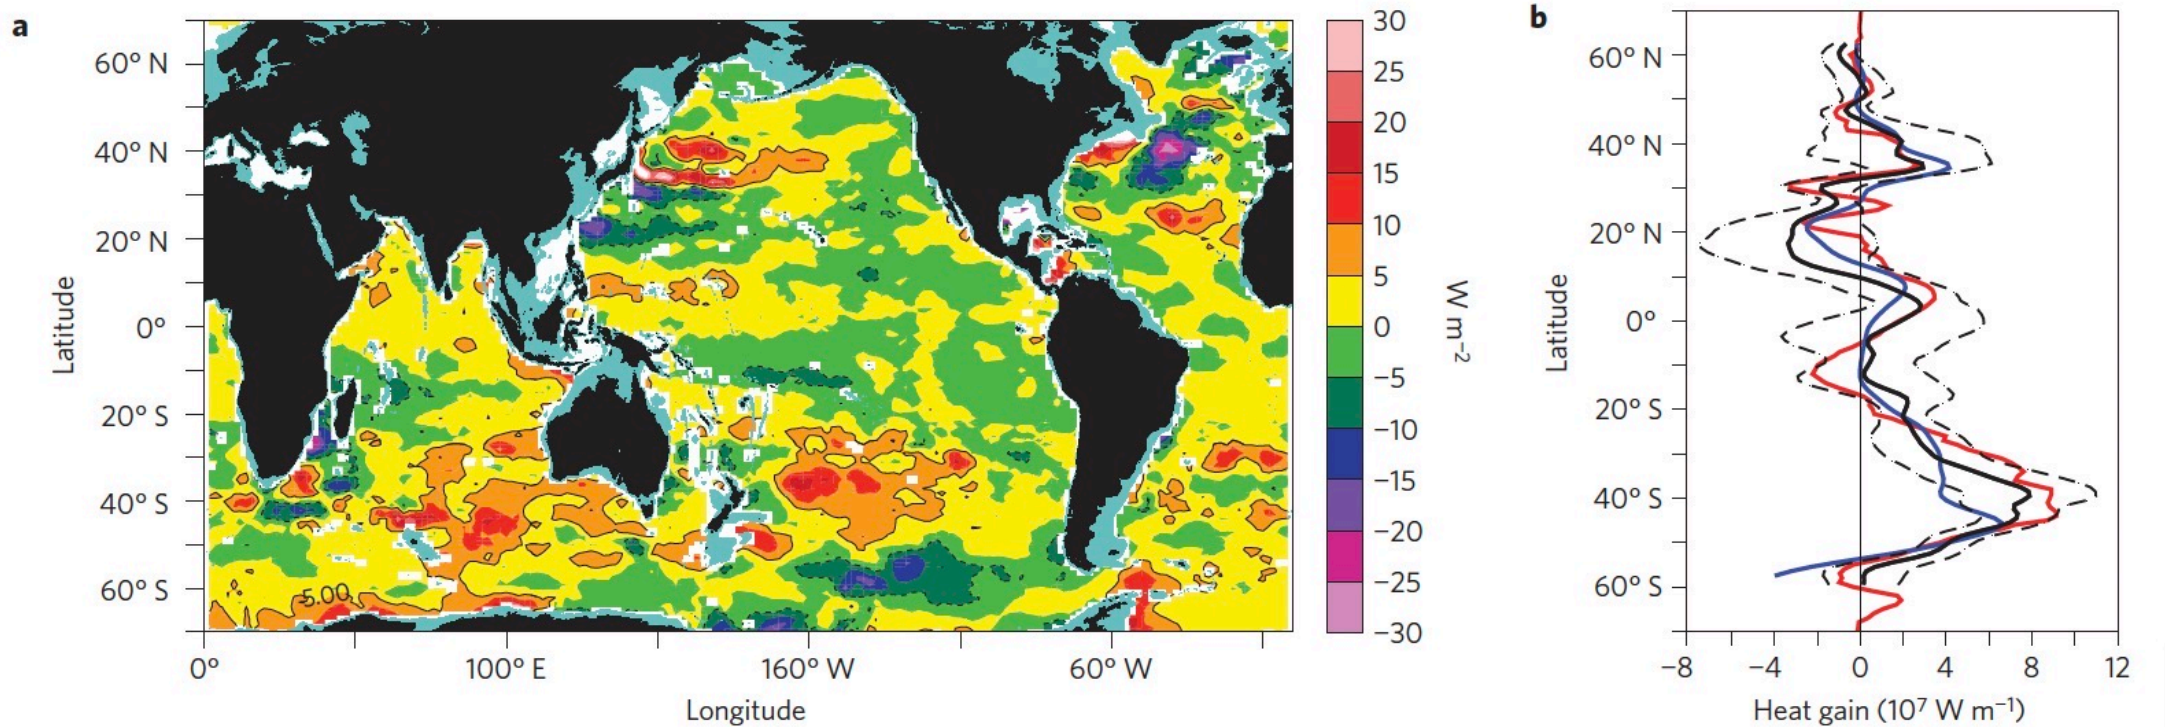 a
60° N
40° N
20° N
0°
20° S
40° S
60° S
Latitude
-5.00
0°
100° E
160° W
60° W
Longitude
30
25
20
15
10
5
0
−5
−10
−15
−20
−25
−30
W m⁻²
b
60° N
40° N
20° N
0°
20° S
40° S
60° S
Latitude
−8 −4 0 4 8 12
Heat gain (10⁷ W m⁻¹)